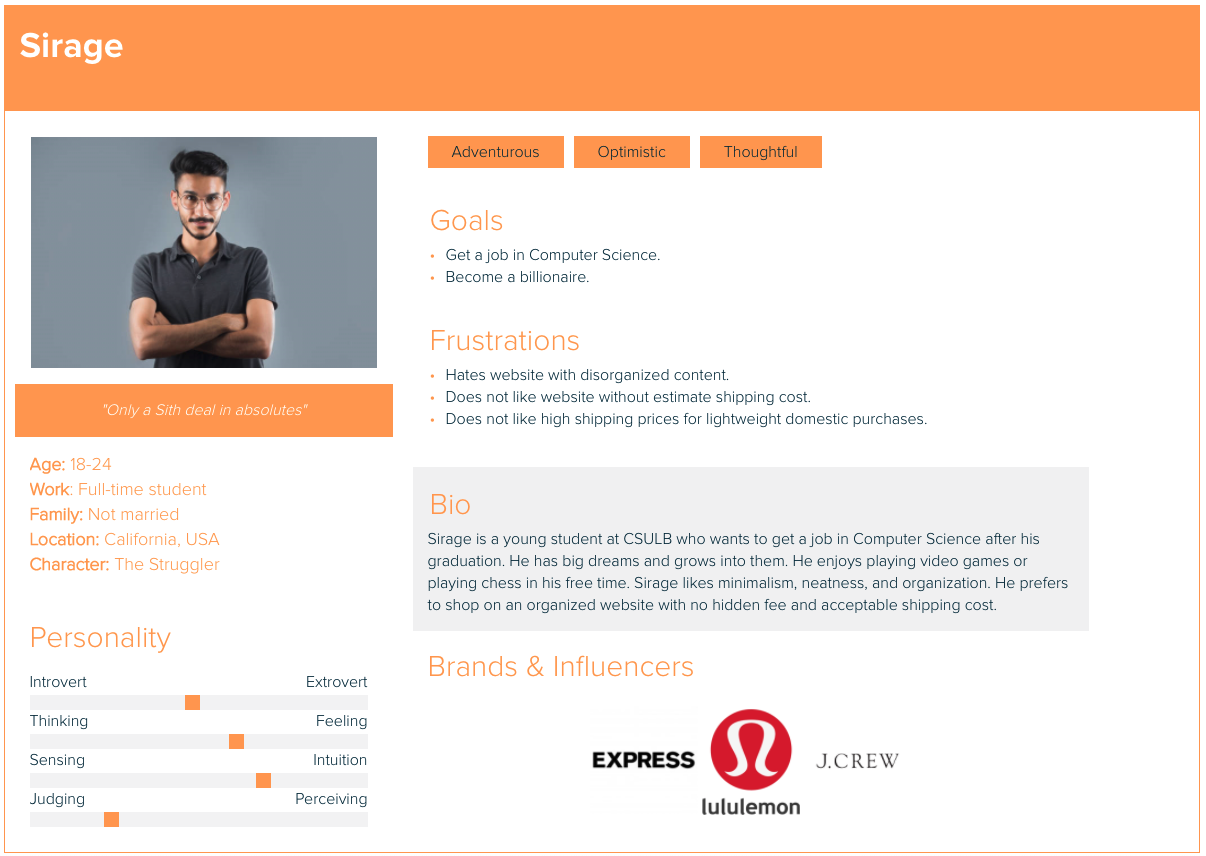 Sirage
Adventurous
Optimistic
Thoughtful
Goals
• Get a job in Computer Science.
• Become a billionaire.
Frustrations
• Hates website with disorganized content.
• Does not like website without estimate shipping cost.
• Does not like high shipping prices for lightweight domestic purchases.
"Only a Sith deal in absolutes"
Age: 18-24
Work: Full-time student
Family: Not married
Location: California, USA
Character: The Struggler
Bio
Sirage is a young student at CSULB who wants to get a job in Computer Science after his
graduation. He has big dreams and grows into them. He enjoys playing video games or
playing chess in his free time. Sirage likes minimalism, neatness, and organization. He prefers
to shop on an organized website with no hidden fee and acceptable shipping cost.
Personality
Introvert Extrovert
Thinking Feeling
Sensing Intuition
Judging Perceiving
Brands & Influencers
EXPRESS
lululemon
J.CREW